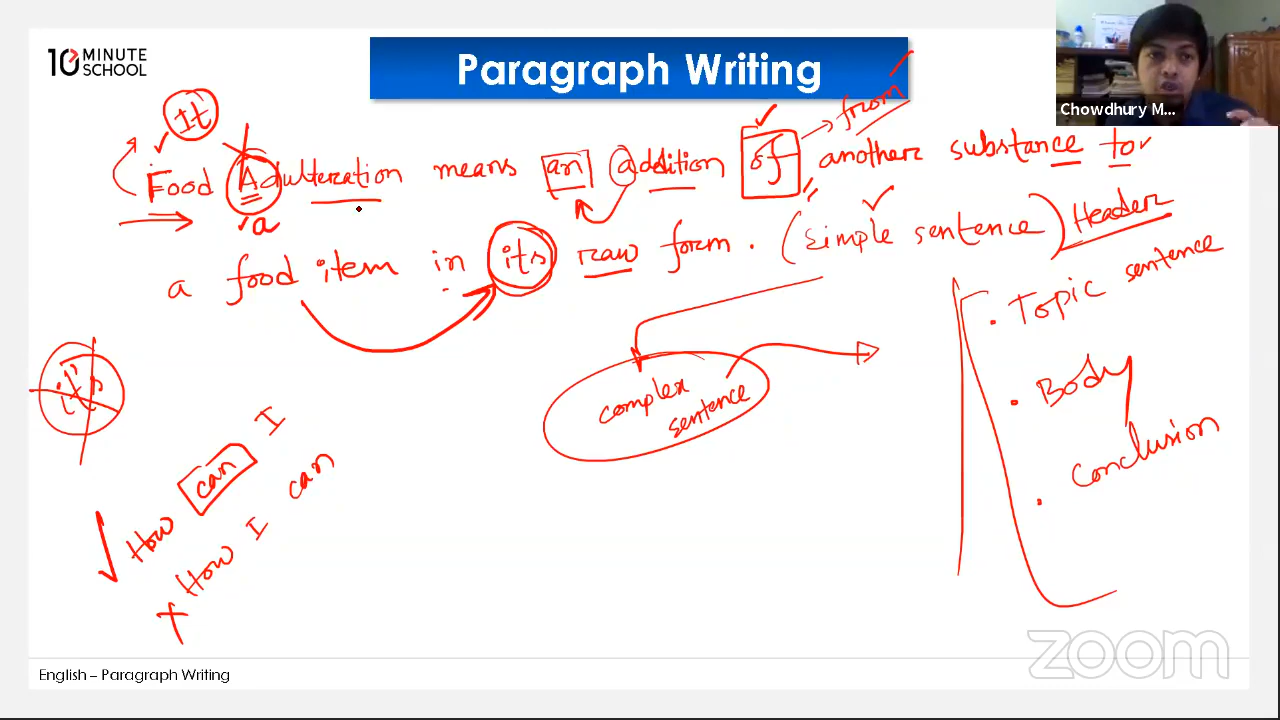 10 MINUTE SCHOOL
Paragraph Writing
Chowdhury M...
It
from
Food Adulteration means an addition of another substance to
a
a food item in its raw form. (simple sentence) Header
• Topic sentence
• Body
• Conclusion
it's
complex sentence
How can I
How I can
zoom
English – Paragraph Writing